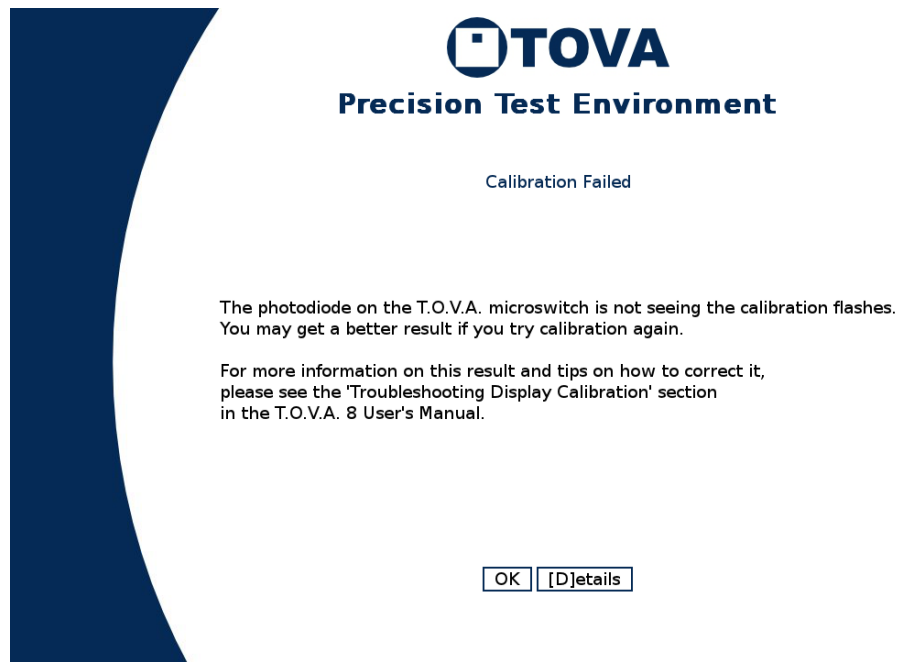 TOVA
Precision Test Environment
Calibration Failed
The photodiode on the T.O.V.A. microswitch is not seeing the calibration flashes.
You may get a better result if you try calibration again.
For more information on this result and tips on how to correct it,
please see the 'Troubleshooting Display Calibration' section
in the T.O.V.A. 8 User's Manual.
OK [D]etails